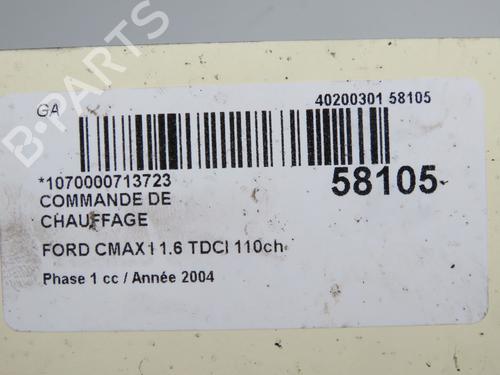 GA
40200301 58105
*1070000713723
58105
COMMANDE DE
CHAUFFAGE
FORD CMAX I 1.6 TDCI 110ch
Phase 1 cc / Année 2004
B-PARTS